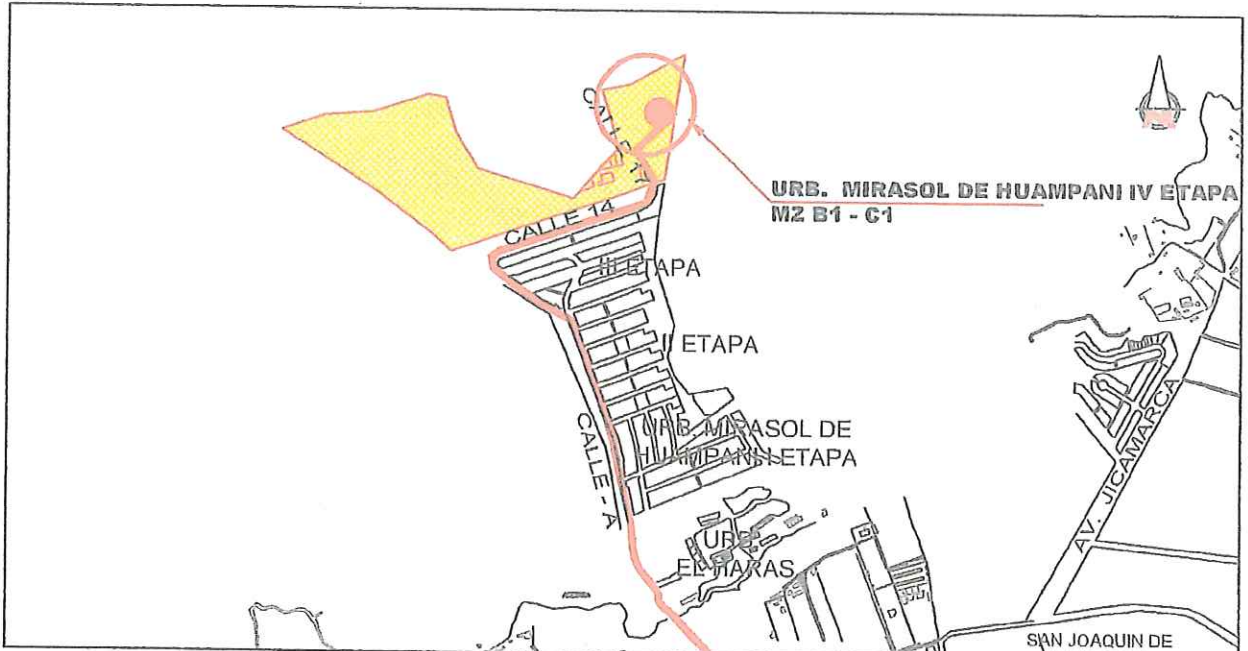 URB. MIRASOL DE HUAMPANI IV ETAPA
MZ B1 - C1
CALLE 14
III ETAPA
II ETAPA
URB. MIRASOL DE
HUAMPANI I ETAPA
CALLE - A
AV. JICAMARCA
URB.
EL HARAS
SAN JOAQUIN DE